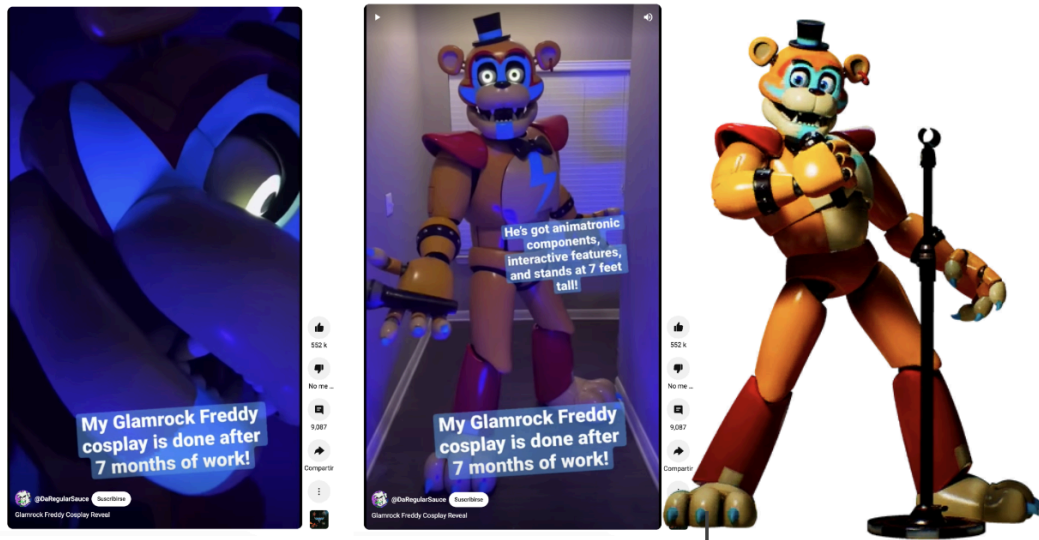 My Glamrock Freddy
cosplay is done after
7 months of work!
@DaRegularSauce
Suscribirse
Glamrock Freddy Cosplay Reveal
552 k
No me ...
9,087
Compartir
He's got animatronic
components,
interactive features,
and stands at 7 feet
tall!
My Glamrock Freddy
cosplay is done after
7 months of work!
@DaRegularSauce
Suscribirse
Glamrock Freddy Cosplay Reveal
552 k
No me ...
9,087
Compartir